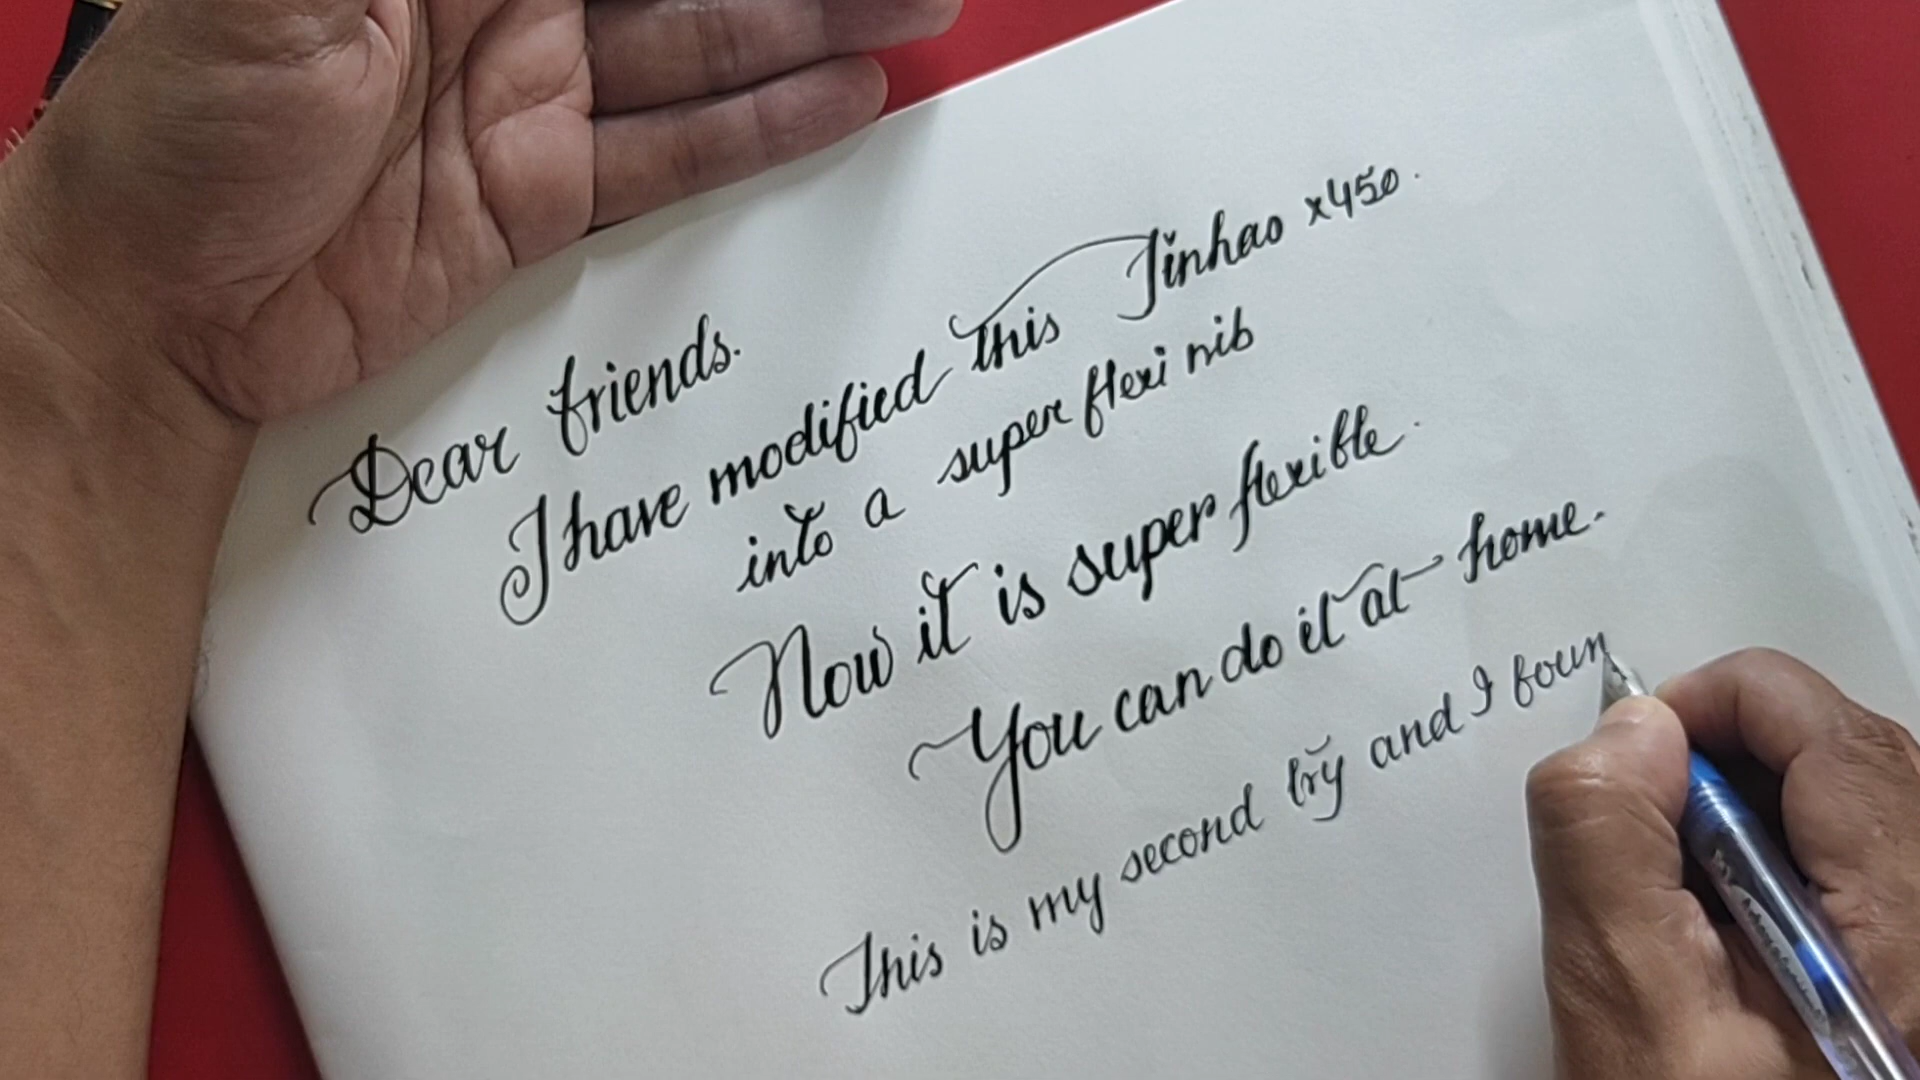 Dear friends.
I have modified this Jinhao x450.
into a super flexi nib
Now it is super flexible.
You can do it at home.
This is my second try and I foun